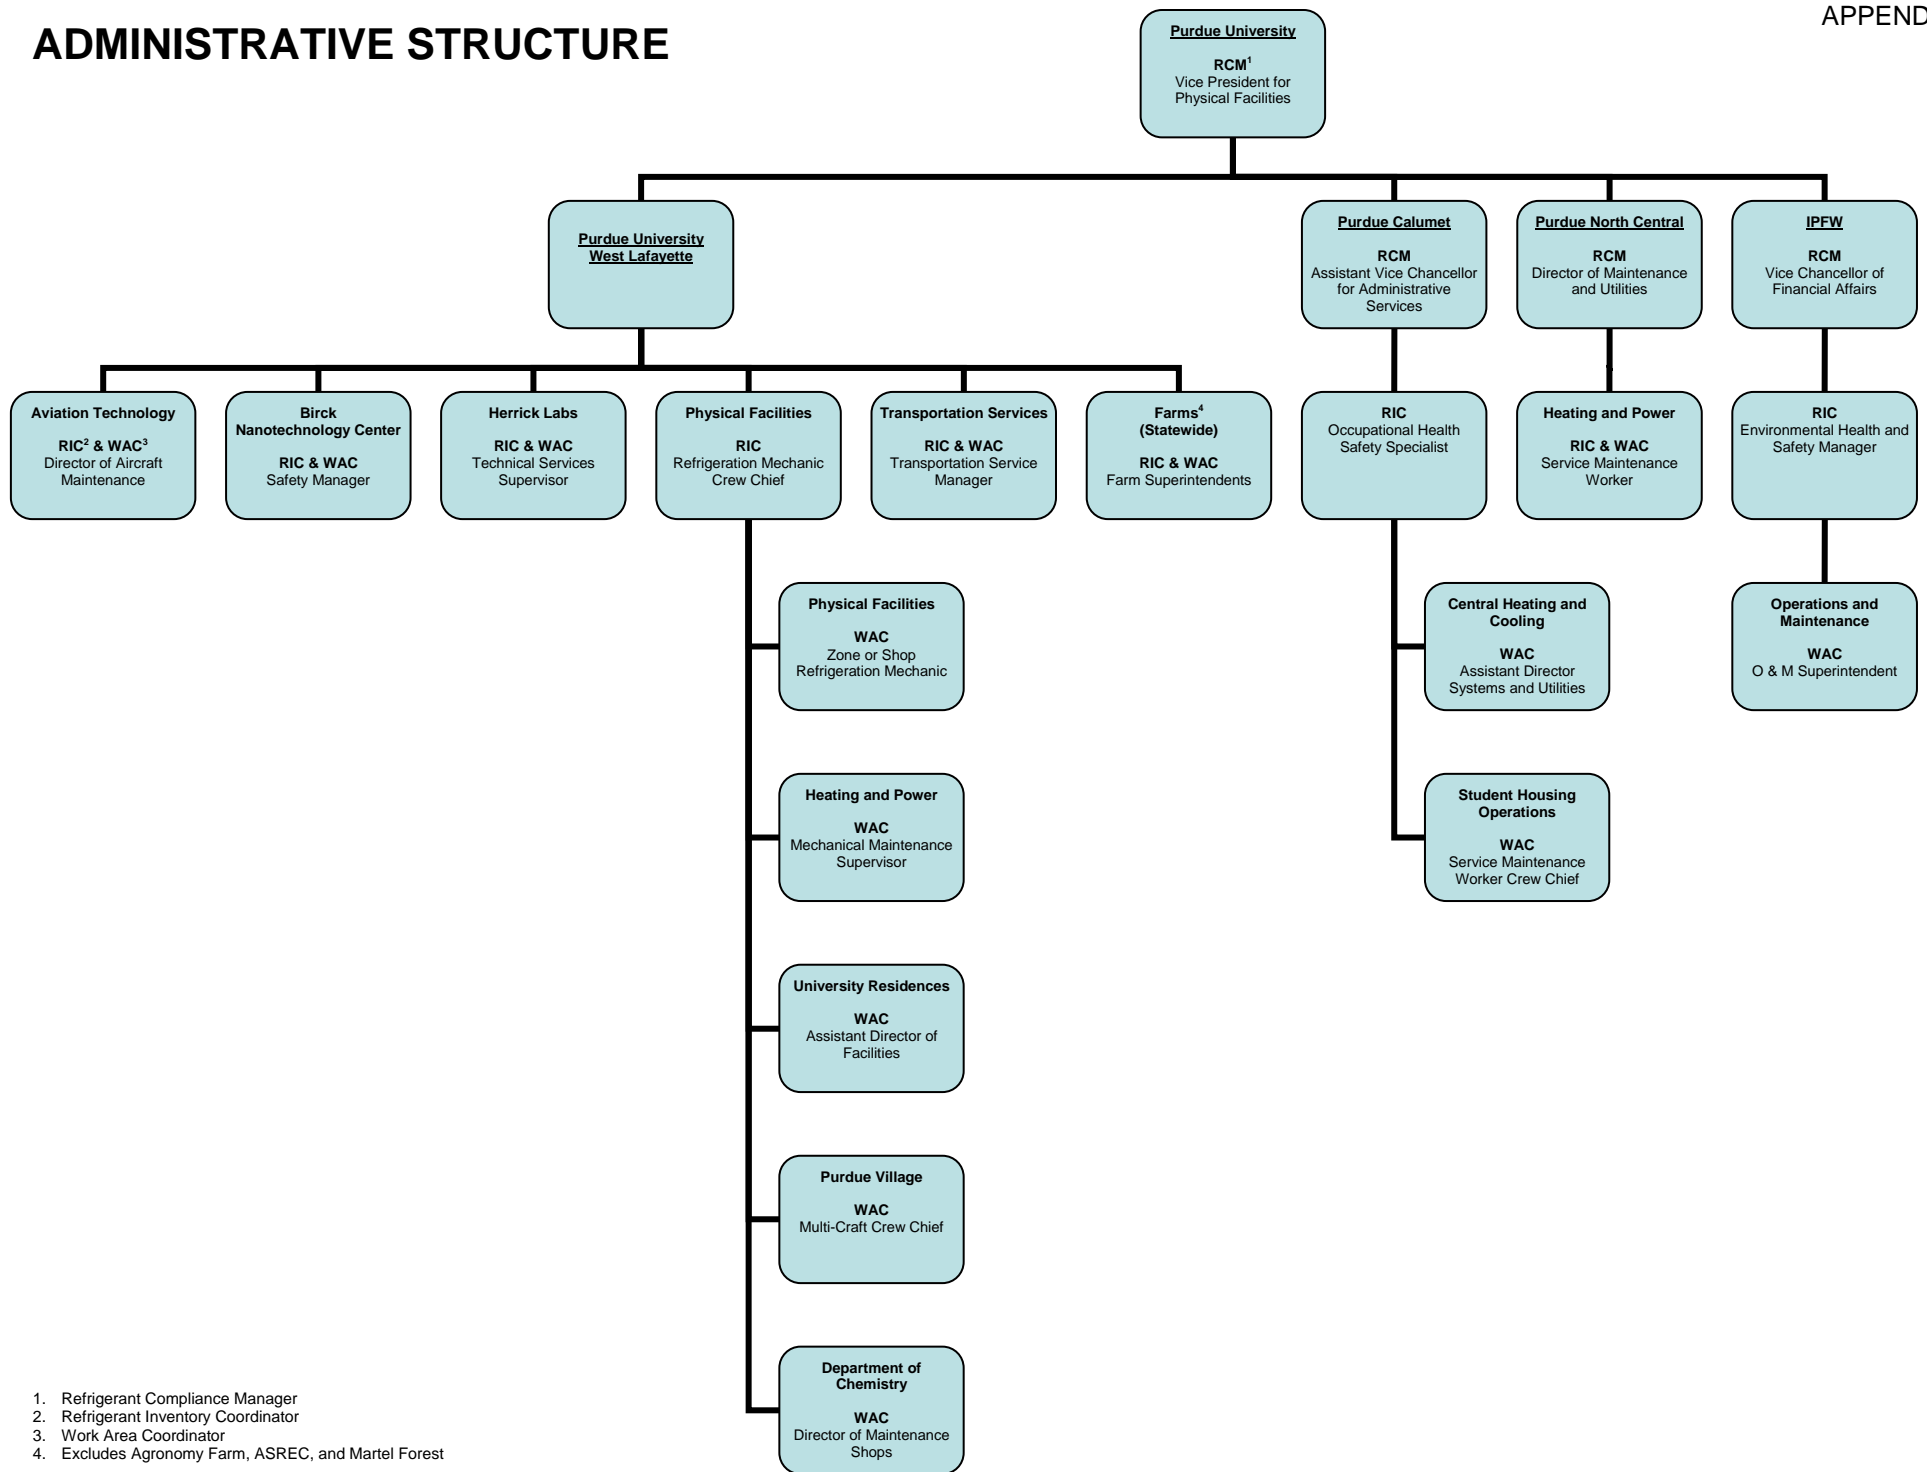 APPEND
ADMINISTRATIVE STRUCTURE
Purdue University
RCM¹
Vice President for
Physical Facilities
Purdue University
West Lafayette
Purdue Calumet
RCM
Assistant Vice Chancellor
for Administrative
Services
Purdue North Central
RCM
Director of Maintenance
and Utilities
IPFW
RCM
Vice Chancellor of
Financial Affairs
Aviation Technology
RIC² & WAC³
Director of Aircraft
Maintenance
Birck
Nanotechnology Center
RIC & WAC
Safety Manager
Herrick Labs
RIC & WAC
Technical Services
Supervisor
Physical Facilities
RIC
Refrigeration Mechanic
Crew Chief
Transportation Services
RIC & WAC
Transportation Service
Manager
Farms⁴
(Statewide)
RIC & WAC
Farm Superintendents
RIC
Occupational Health
Safety Specialist
Heating and Power
RIC & WAC
Service Maintenance
Worker
RIC
Environmental Health and
Safety Manager
Physical Facilities
WAC
Zone or Shop
Refrigeration Mechanic
Central Heating and
Cooling
WAC
Assistant Director
Systems and Utilities
Operations and
Maintenance
WAC
O & M Superintendent
Heating and Power
WAC
Mechanical Maintenance
Supervisor
Student Housing
Operations
WAC
Service Maintenance
Worker Crew Chief
University Residences
WAC
Assistant Director of
Facilities
Purdue Village
WAC
Multi-Craft Crew Chief
Department of
Chemistry
WAC
Director of Maintenance
Shops
1. Refrigerant Compliance Manager
2. Refrigerant Inventory Coordinator
3. Work Area Coordinator
4. Excludes Agronomy Farm, ASREC, and Martel Forest